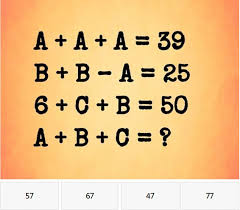 A + A + A = 39
B + B - A = 25
6 + C + B = 50
A + B + C = ?
57 67 47 77